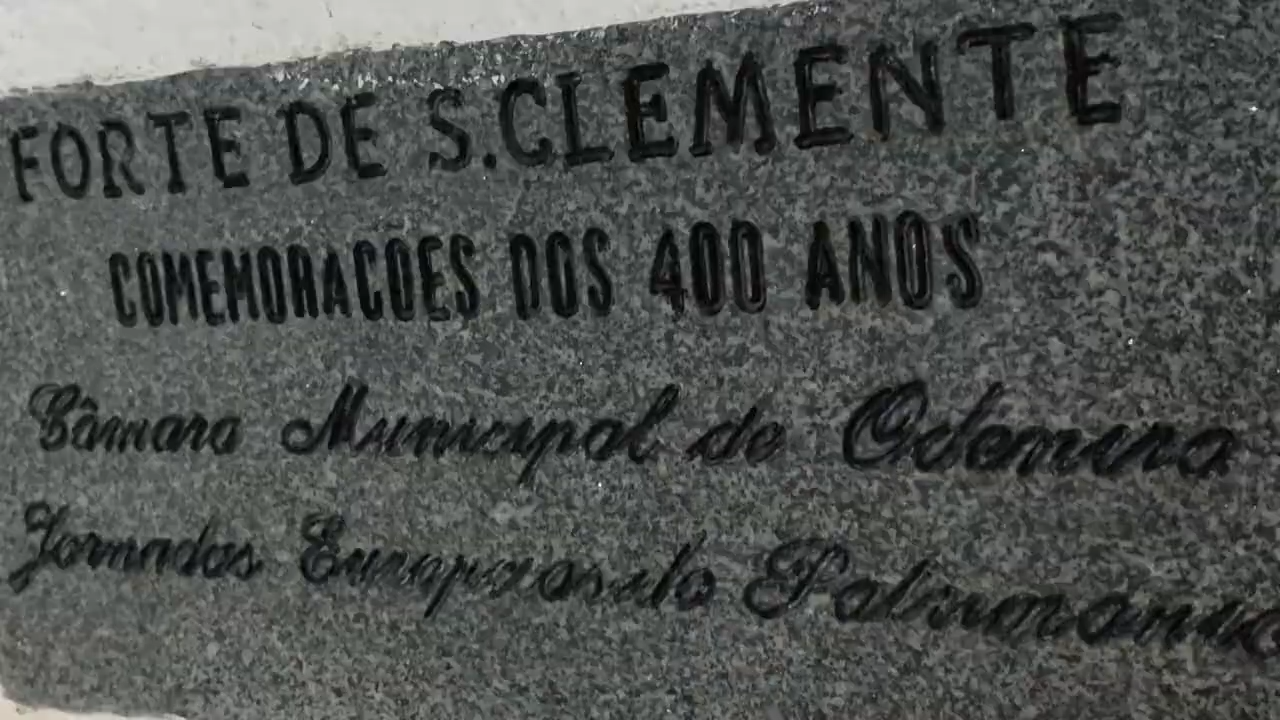 FORTE DE S.CLEMENTE
COMEMORACOES DOS 400 ANOS
Câmara Municipal de Odemira
Jornadas Europeias do Património